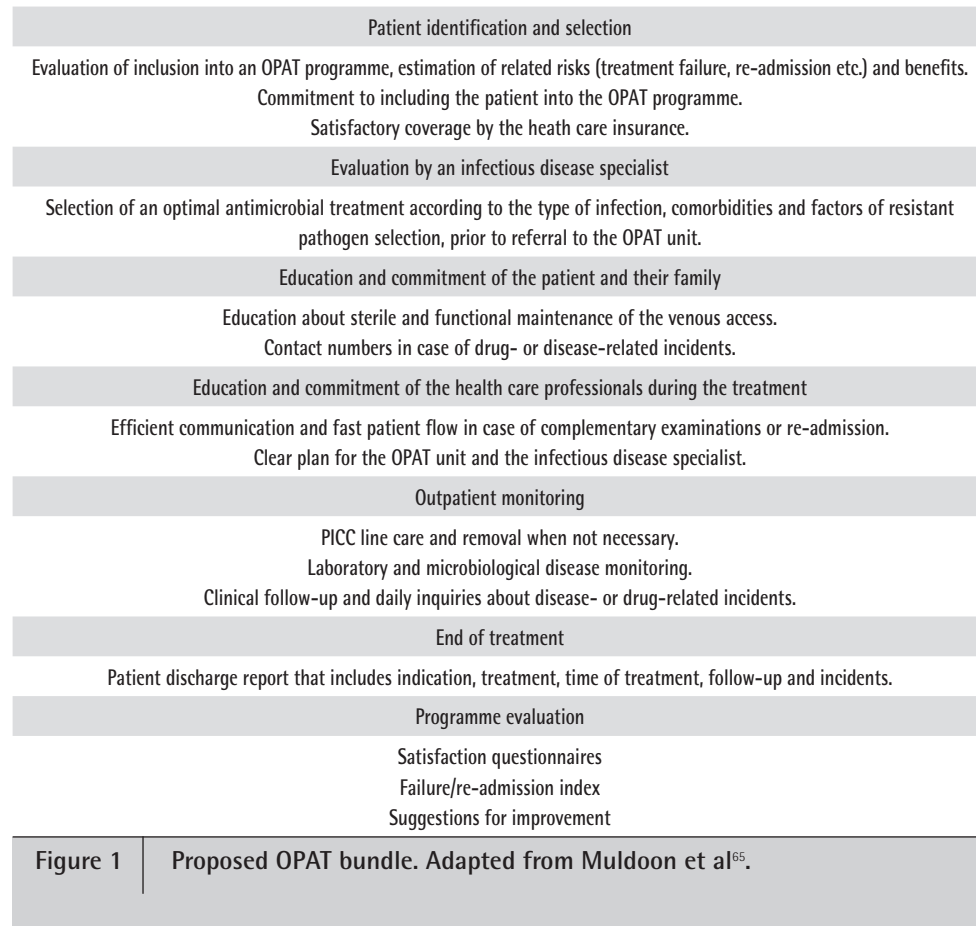 Patient identification and selection
Evaluation of inclusion into an OPAT programme, estimation of related risks (treatment failure, re-admission etc.) and benefits.
Commitment to including the patient into the OPAT programme.
Satisfactory coverage by the heath care insurance.
Evaluation by an infectious disease specialist
Selection of an optimal antimicrobial treatment according to the type of infection, comorbidities and factors of resistant
pathogen selection, prior to referral to the OPAT unit.
Education and commitment of the patient and their family
Education about sterile and functional maintenance of the venous access.
Contact numbers in case of drug- or disease-related incidents.
Education and commitment of the health care professionals during the treatment
Efficient communication and fast patient flow in case of complementary examinations or re-admission.
Clear plan for the OPAT unit and the infectious disease specialist.
Outpatient monitoring
PICC line care and removal when not necessary.
Laboratory and microbiological disease monitoring.
Clinical follow-up and daily inquiries about disease- or drug-related incidents.
End of treatment
Patient discharge report that includes indication, treatment, time of treatment, follow-up and incidents.
Programme evaluation
Satisfaction questionnaires
Failure/re-admission index
Suggestions for improvement
Figure 1 Proposed OPAT bundle. Adapted from Muldoon et al⁶⁵.